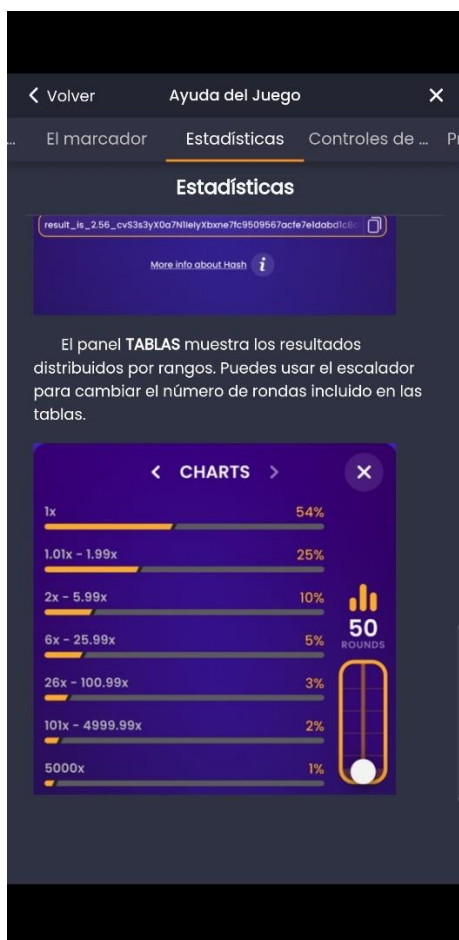 Volver
Ayuda del Juego
El marcador
Estadísticas
Controles de ...
Estadísticas
More info about Hash
El panel TABLAS muestra los resultados
distribuidos por rangos. Puedes usar el escalador
para cambiar el número de rondas incluido en las
tablas.
CHARTS
1x 54%
1.01x - 1.99x 25%
2x - 5.99x 10%
6x - 25.99x 5%
26x - 100.99x 3%
101x - 4999.99x 2%
5000x 1%
50
ROUNDS